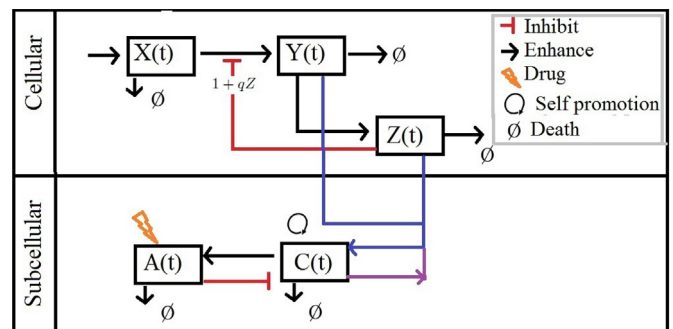 Cellular
X(t)
Y(t)
Ø
Ø
1 + qZ
Z(t)
Ø
Inhibit
Enhance
Drug
Self promotion
Ø Death
Subcellular
A(t)
C(t)
Ø
Ø